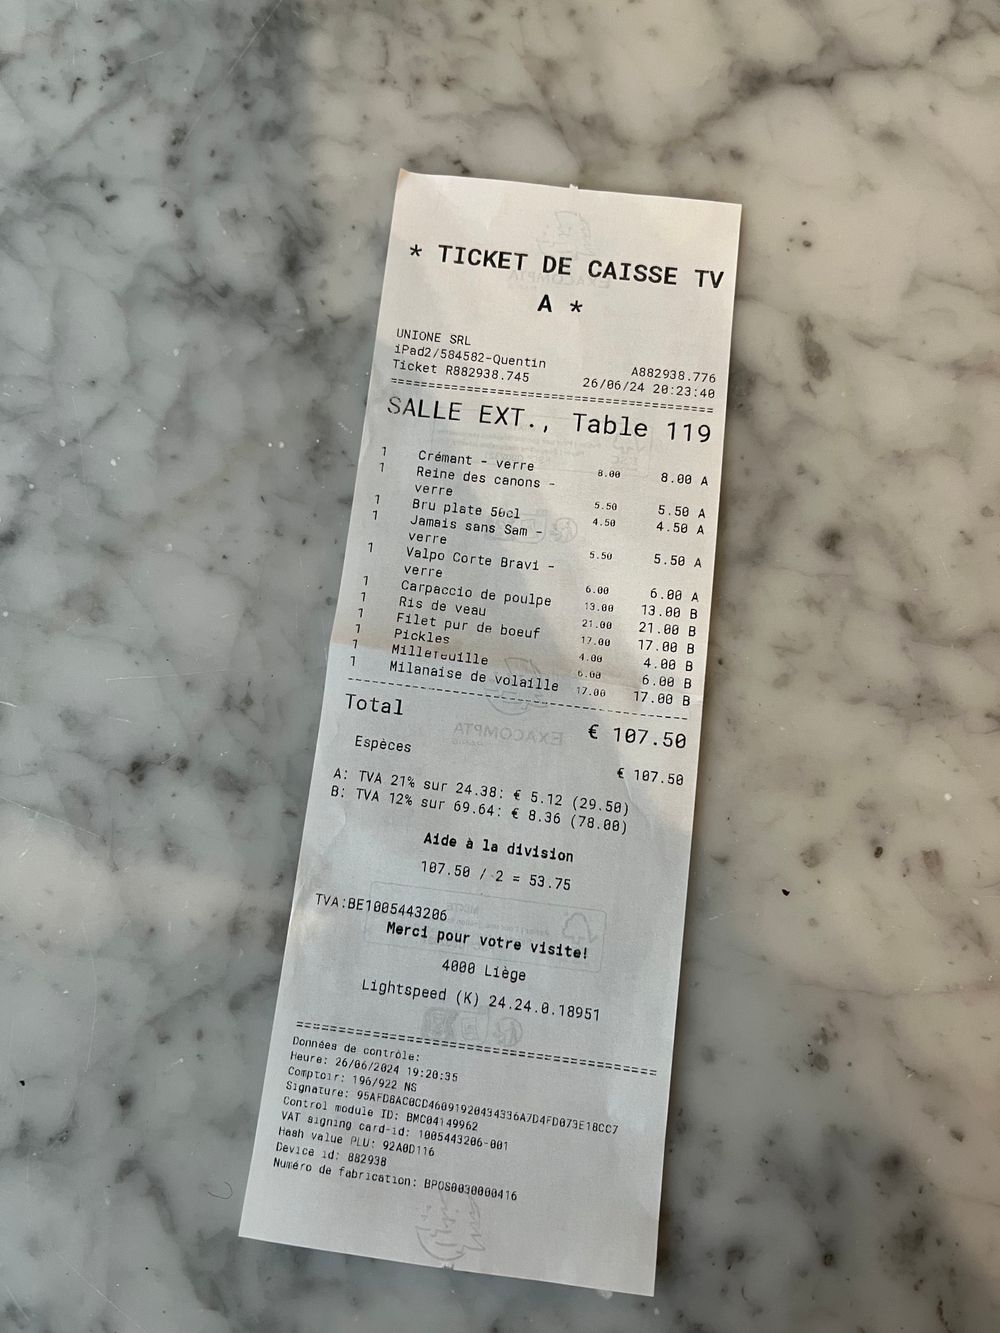 * TICKET DE CAISSE TV
A *
UNIONE SRL
iPad2/584582-Quentin A882938.776
Ticket R882938.745 26/06/24 20:23:40
========================================
SALLE EXT., Table 119
1 Crémant - verre 8.00 8.00 A
1 Reine des canons -
verre 5.50 5.50 A
1 Bru plate 50cl 4.50 4.50 A
1 Jamais sans Sam -
verre 5.50 5.50 A
1 Valpo Corte Bravi -
verre 6.00 6.00 A
1 Carpaccio de poulpe 13.00 13.00 B
1 Ris de veau 21.00 21.00 B
1 Filet pur de boeuf 17.00 17.00 B
1 Pickles 4.00 4.00 B
1 Millefeuille 6.00 6.00 B
1 Milanaise de volaille 17.00 17.00 B
----------------------------------------
Total € 107.50
Espèces € 107.50
A: TVA 21% sur 24.38: € 5.12 (29.50)
B: TVA 12% sur 69.64: € 8.36 (78.00)
Aide à la division
107.50 / 2 = 53.75
TVA:BE1005443206
Merci pour votre visite!
4000 Liège
Lightspeed (K) 24.24.0.18951
========================================
Données de contrôle:
Heure: 26/06/2024 19:20:35
Comptoir: 196/922 NS
Signature: 95AFD8AC0CD46091920434336A7D4FD073E18CC7
Control module ID: BMC04149962
VAT signing card-id: 1005443206-001
Hash value PLU: 92A0D116
Device id: 882938
Numéro de fabrication: BPOS0030000416